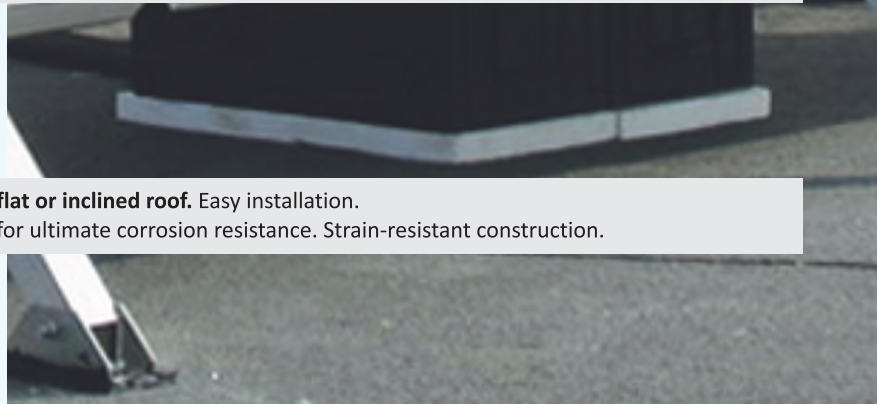 flat or inclined roof. Easy installation.
for ultimate corrosion resistance. Strain-resistant construction.